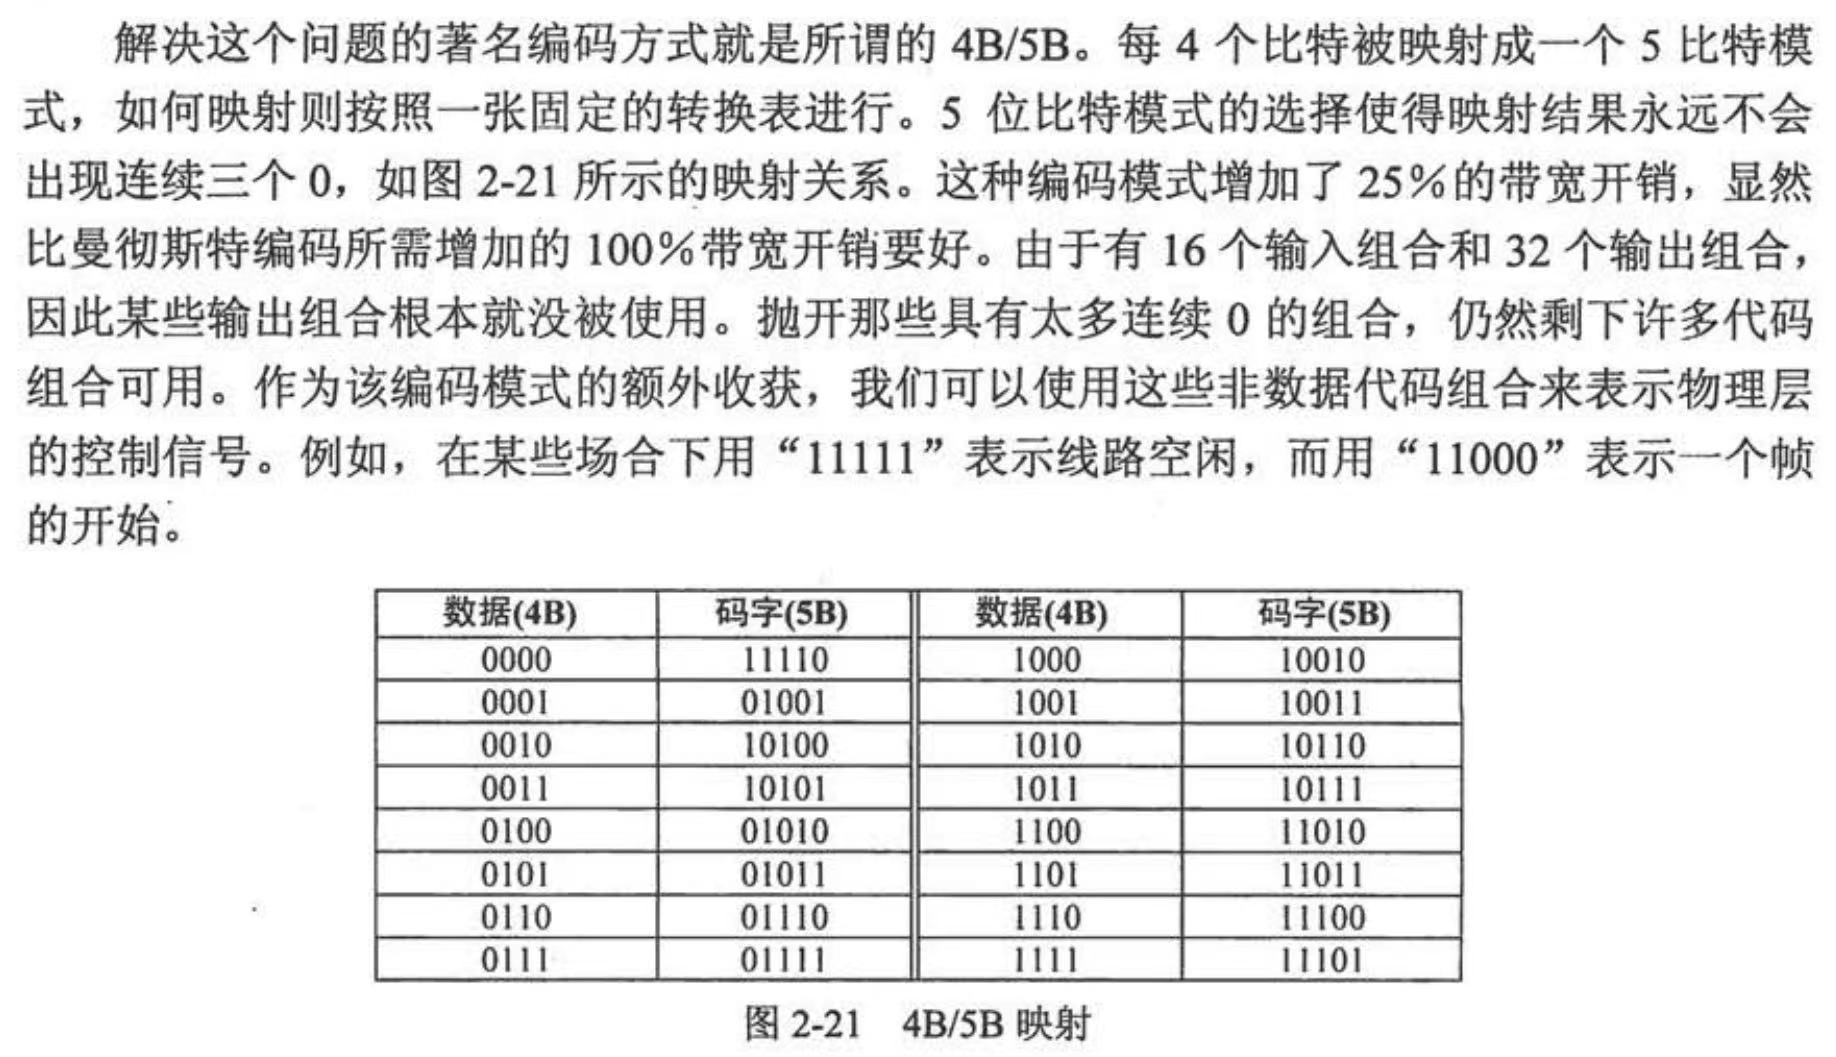 解决这个问题的著名编码方式就是所谓的 4B/5B。每 4 个比特被映射成一个 5 比特模
式，如何映射则按照一张固定的转换表进行。5 位比特模式的选择使得映射结果永远不会
出现连续三个 0，如图 2-21 所示的映射关系。这种编码模式增加了 25%的带宽开销，显然
比曼彻斯特编码所需增加的 100%带宽开销要好。由于有 16 个输入组合和 32 个输出组合，
因此某些输出组合根本就没被使用。抛开那些具有太多连续 0 的组合，仍然剩下许多代码
组合可用。作为该编码模式的额外收获，我们可以使用这些非数据代码组合来表示物理层
的控制信号。例如，在某些场合下用“11111”表示线路空闲，而用“11000”表示一个帧
的开始。
数据(4B) 码字(5B) 数据(4B) 码字(5B)
0000 11110 1000 10010
0001 01001 1001 10011
0010 10100 1010 10110
0011 10101 1011 10111
0100 01010 1100 11010
0101 01011 1101 11011
0110 01110 1110 11100
0111 01111 1111 11101
图 2-21 4B/5B 映射